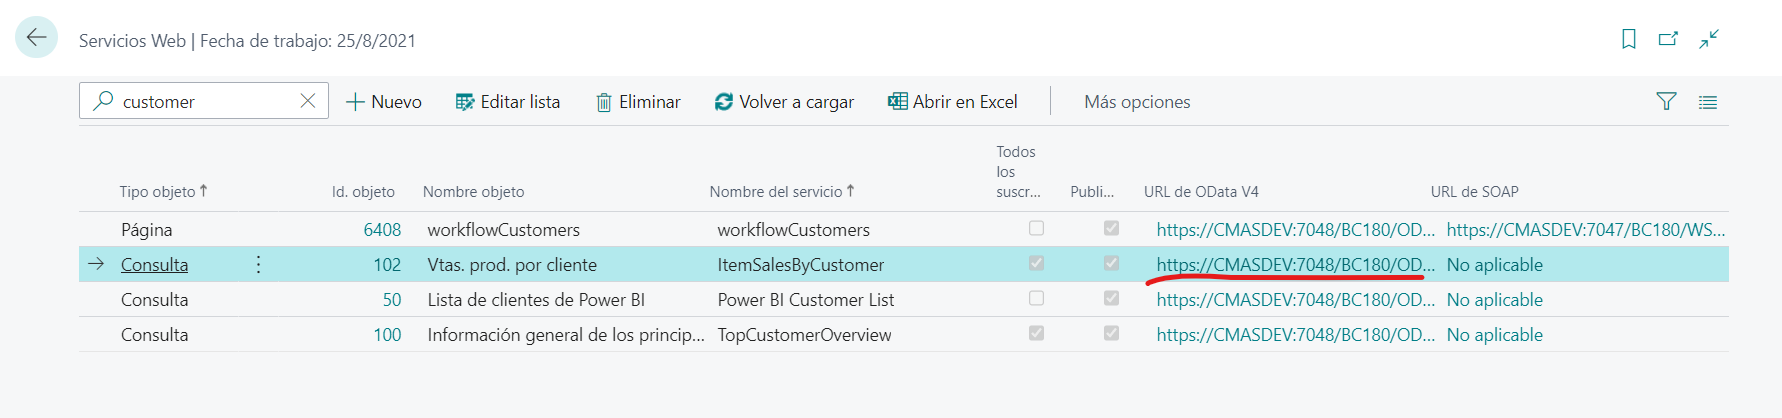 Servicios Web | Fecha de trabajo: 25/8/2021
customer
Nuevo
Editar lista
Eliminar
Volver a cargar
Abrir en Excel
Más opciones
Tipo objeto
Id. objeto
Nombre objeto
Nombre del servicio
Todos
los
suscr...
Publi...
URL de OData V4
URL de SOAP
Página 6408 workflowCustomers workflowCustomers https://CMASDEV:7048/BC180/OD... https://CMASDEV:7047/BC180/WS...
Consulta 102 Vtas. prod. por cliente ItemSalesByCustomer https://CMASDEV:7048/BC180/OD... No aplicable
Consulta 50 Lista de clientes de Power BI Power BI Customer List https://CMASDEV:7048/BC180/OD... No aplicable
Consulta 100 Información general de los princip... TopCustomerOverview https://CMASDEV:7048/BC180/OD... No aplicable